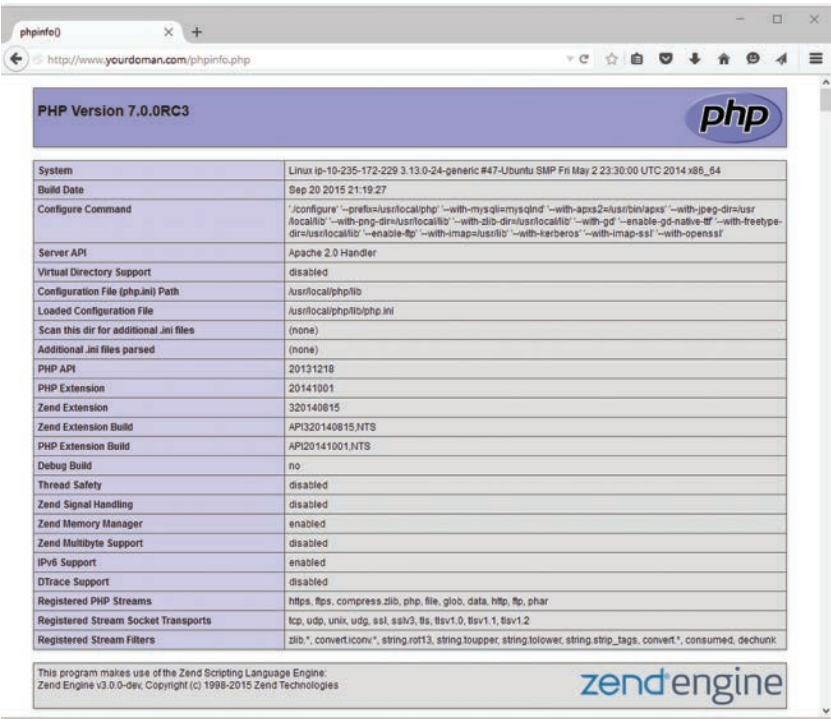 phpinfo()
http://www.yourdoman.com/phpinfo.php
PHP Version 7.0.0RC3
php
System Linux ip-10-235-172-229 3.13.0-24-generic #47-Ubuntu SMP Fri May 2 23:30:00 UTC 2014 x86_64
Build Date Sep 20 2015 21:19:27
Configure Command './configure' '--prefix=/usr/local/php' '--with-mysqli=mysqlnd' '--with-apxs2=/usr/bin/apxs' '--with-jpeg-dir=/usr
/local/lib' '--with-png-dir=/usr/local/lib' '--with-zlib-dir=/usr/local/lib' '--with-gd' '--enable-gd-native-ttf' '--with-freetype-
dir=/usr/local/lib' '--enable-ftp' '--with-imap=/usr/lib' '--with-kerberos' '--with-imap-ssl' '--with-openssl'
Server API Apache 2.0 Handler
Virtual Directory Support disabled
Configuration File (php.ini) Path /usr/local/php/lib
Loaded Configuration File /usr/local/php/lib/php.ini
Scan this dir for additional .ini files (none)
Additional .ini files parsed (none)
PHP API 20131218
PHP Extension 20141001
Zend Extension 320140815
Zend Extension Build API320140815,NTS
PHP Extension Build API20141001,NTS
Debug Build no
Thread Safety disabled
Zend Signal Handling disabled
Zend Memory Manager enabled
Zend Multibyte Support disabled
IPv6 Support enabled
DTrace Support disabled
Registered PHP Streams https, ftps, compress.zlib, php, file, glob, data, http, ftp, phar
Registered Stream Socket Transports tcp, udp, unix, udg, ssl, sslv3, tls, tlsv1.0, tlsv1.1, tlsv1.2
Registered Stream Filters zlib.*, convert.iconv.*, string.rot13, string.toupper, string.tolower, string.strip_tags, convert.*, consumed, dechunk
This program makes use of the Zend Scripting Language Engine:
Zend Engine v3.0.0-dev, Copyright (c) 1998-2015 Zend Technologies
zend engine